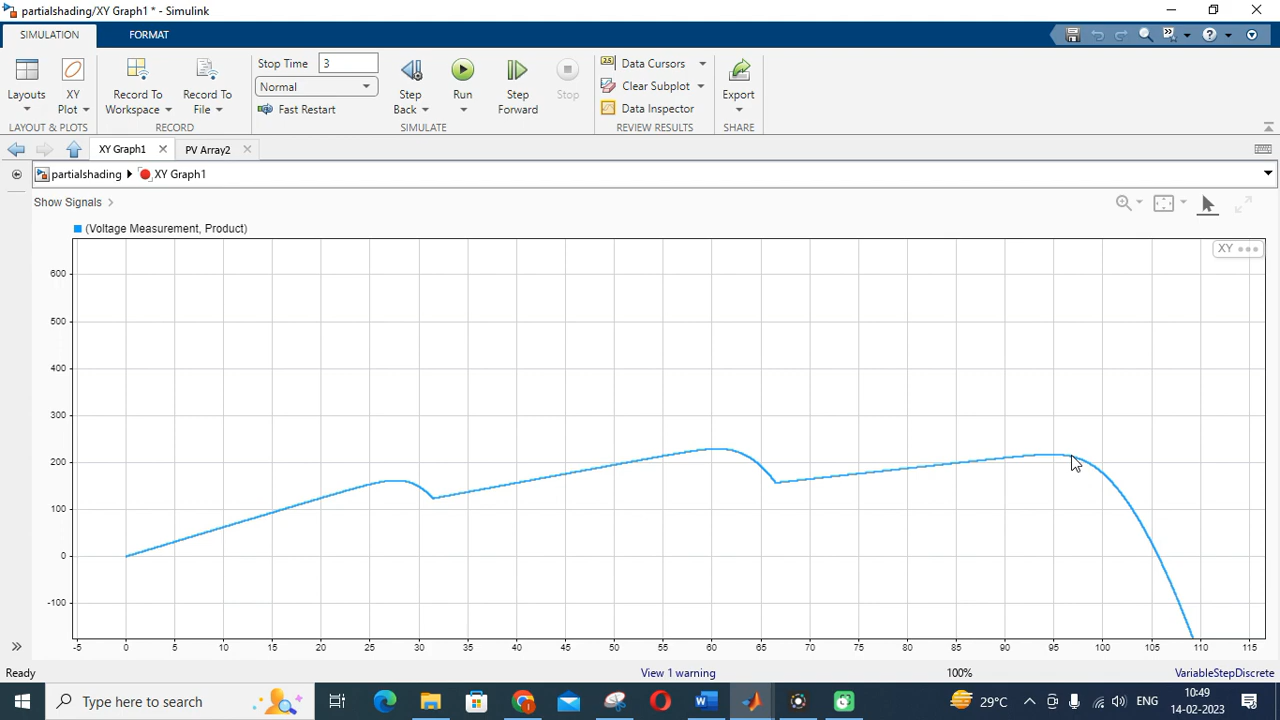 partialshading/XY Graph1 * - Simulink
SIMULATION FORMAT
Layouts
XY Plot
LAYOUT & PLOTS
Record To Workspace
Record To File
RECORD
Stop Time 3
Normal
Fast Restart
Step Back
Run
Step Forward
Stop
SIMULATE
Data Cursors
Clear Subplot
Data Inspector
REVIEW RESULTS
Export
SHARE
XY Graph1 PV Array2
partialshading XY Graph1
Show Signals
(Voltage Measurement, Product)
XY
600
500
400
300
200
100
0
-100
-5 0 5 10 15 20 25 30 35 40 45 50 55 60 65 70 75 80 85 90 95 100 105 110 115
Ready View 1 warning 100% VariableStepDiscrete
Type here to search
29°C ENG 10:49
14-02-2023